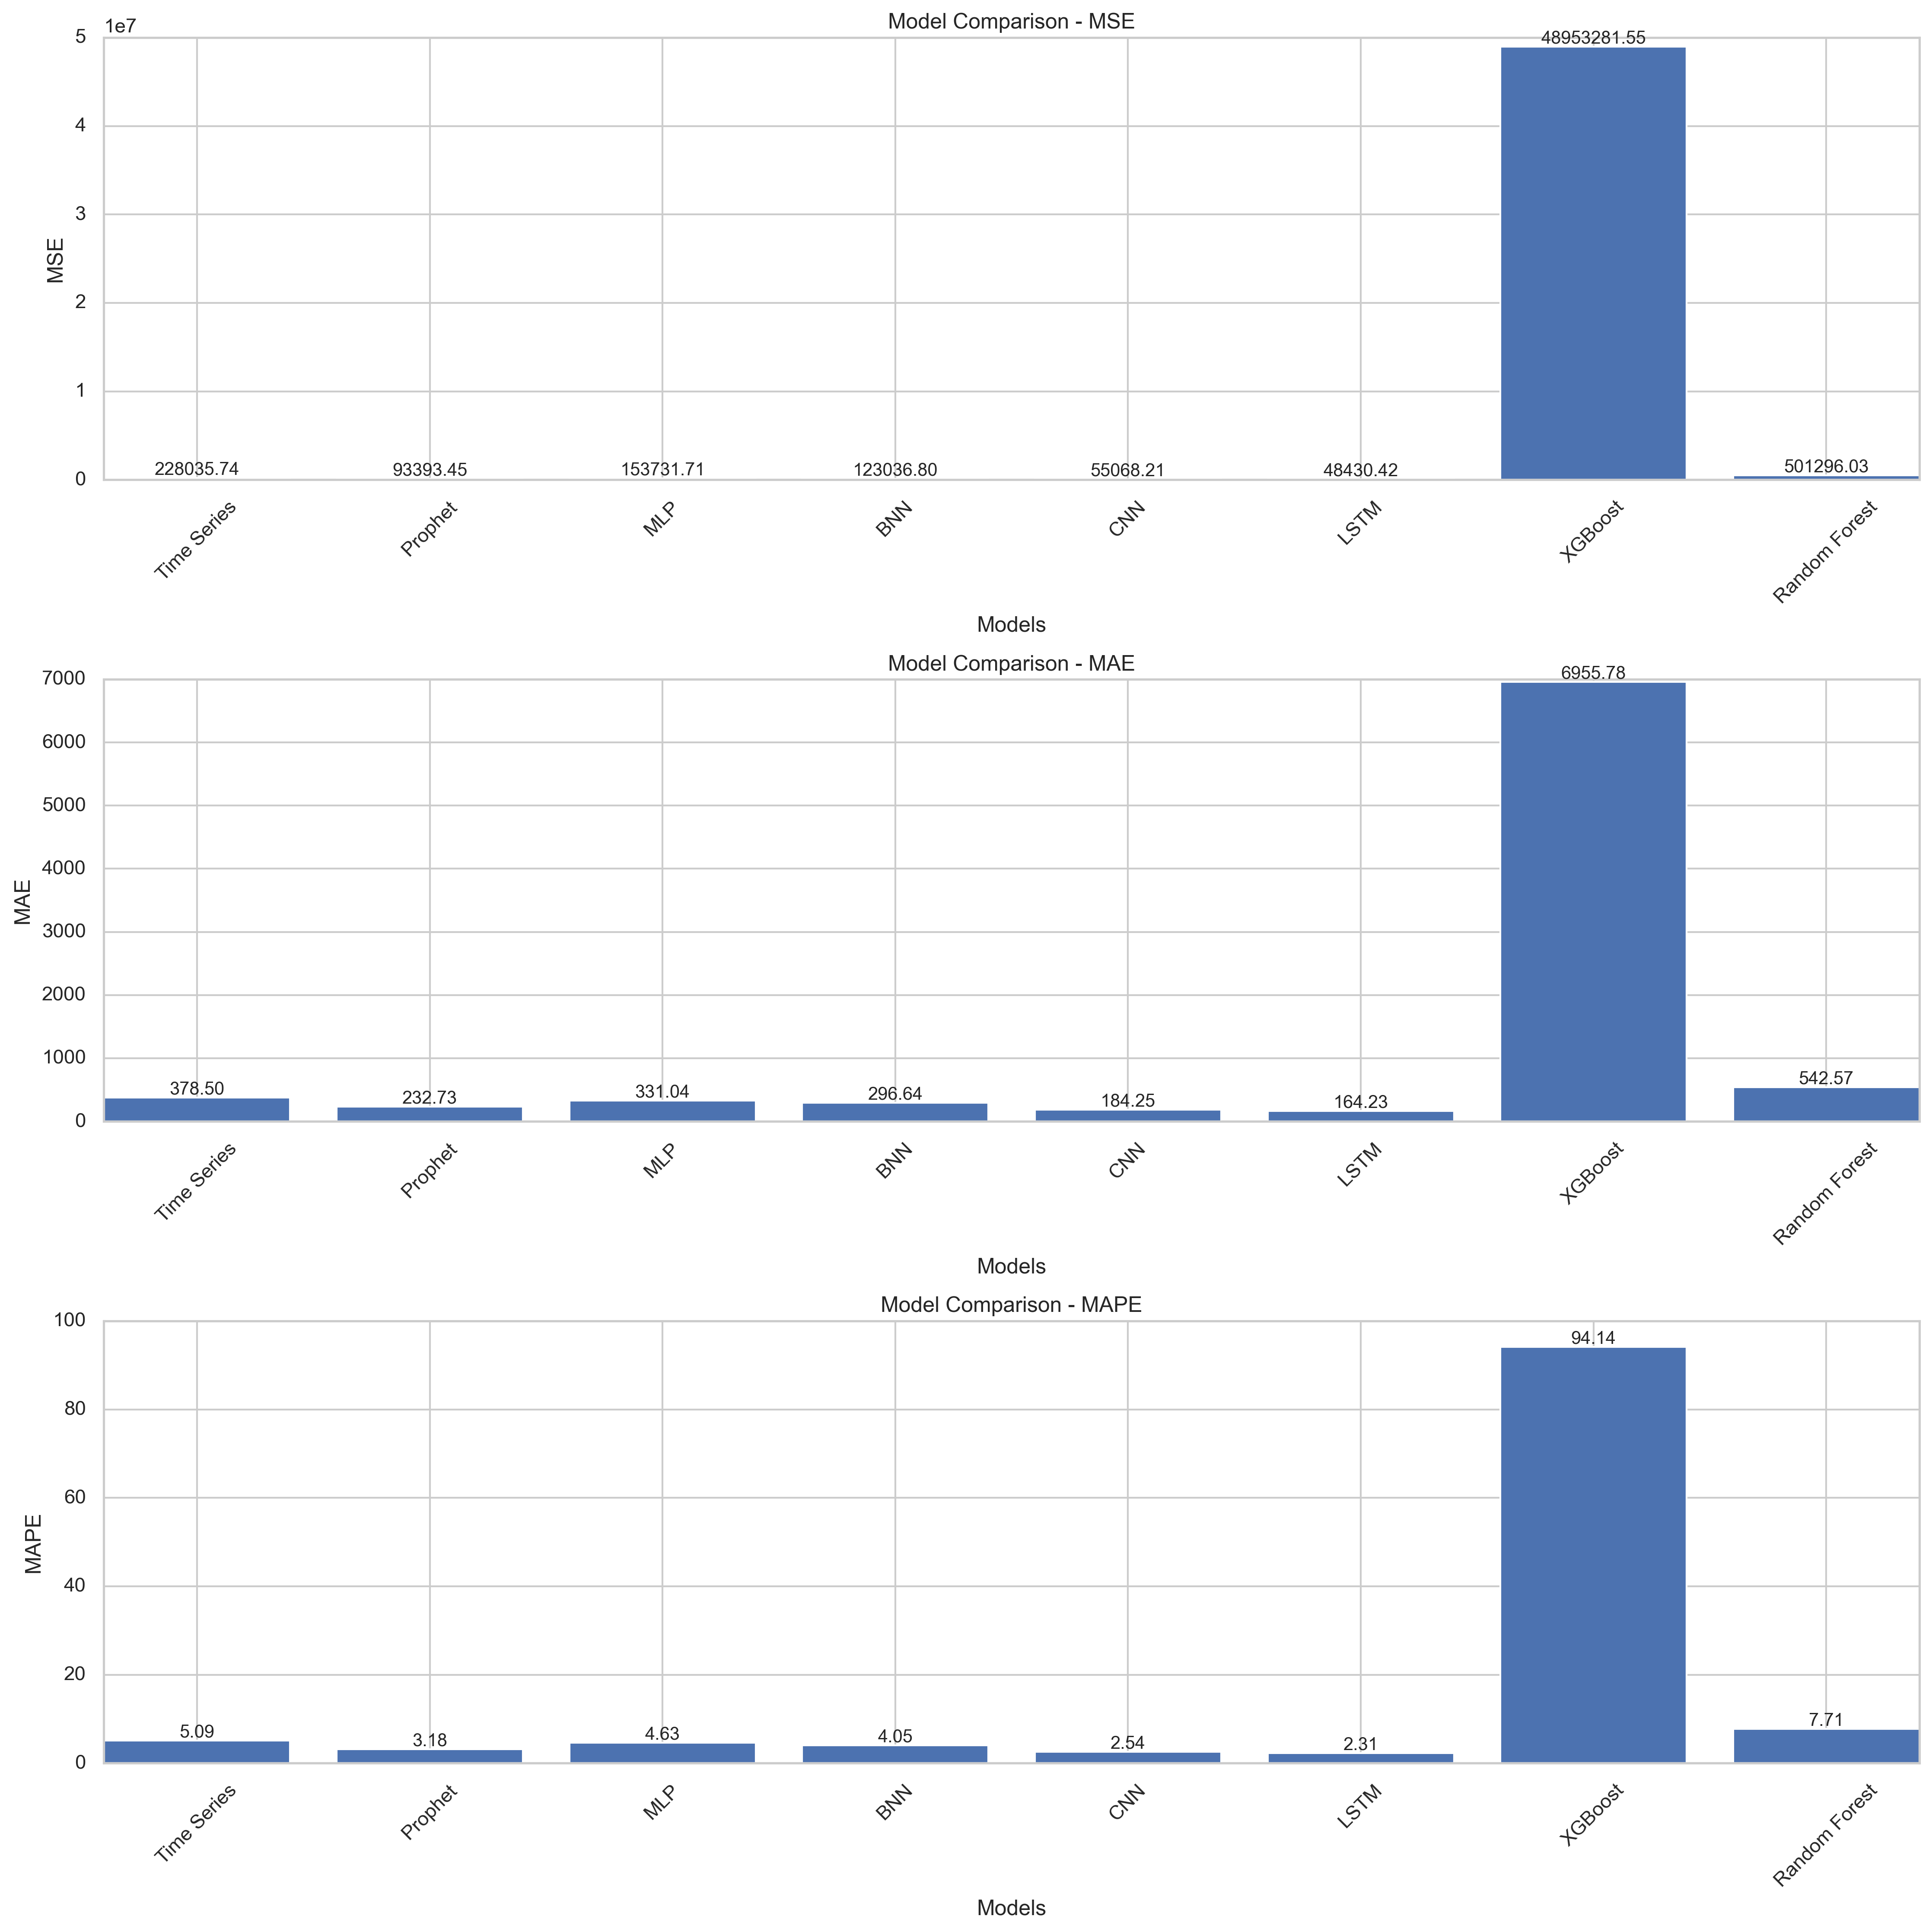 Model Comparison - MSE
1e7
5
4
3
2
1
0
MSE
228035.74
93393.45
153731.71
123036.80
55068.21
48430.42
48953281.55
501296.03
Time Series
Prophet
MLP
BNN
CNN
LSTM
XGBoost
Random Forest
Models
Model Comparison - MAE
7000
6000
5000
4000
3000
2000
1000
0
MAE
378.50
232.73
331.04
296.64
184.25
164.23
6955.78
542.57
Time Series
Prophet
MLP
BNN
CNN
LSTM
XGBoost
Random Forest
Models
Model Comparison - MAPE
100
80
60
40
20
0
MAPE
5.09
3.18
4.63
4.05
2.54
2.31
94.14
7.71
Time Series
Prophet
MLP
BNN
CNN
LSTM
XGBoost
Random Forest
Models